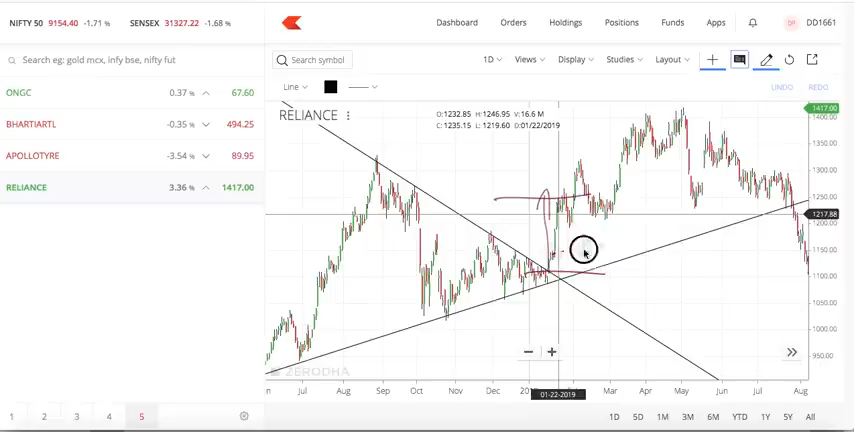 NIFTY 50 9154.40 -1.71 % SENSEX 31327.22 -1.68 %
Dashboard Orders Holdings Positions Funds Apps DP DD1661
Search eg: gold mcx, infy bse, nifty fut
ONGC 0.37 % 67.60
BHARTIARTL -0.35 % 494.25
APOLLOTYRE -3.54 % 89.95
RELIANCE 3.36 % 1417.00
1 2 3 4 5
Search symbol 1D Views Display Studies Layout
Line UNDO REDO
RELIANCE
O:1232.85 H:1246.95 V:16.6 M
C:1235.15 L:1219.60 D:01/22/2019
1417.00
1400.00
1350.00
1300.00
1250.00
1217.88
1150.00
1100.00
1050.00
1000.00
950.00
ZERODHA
Jul Aug Sep Oct Nov Dec Mar Apr May Jun Jul Aug
01-22-2019
1D 5D 1M 3M 6M YTD 1Y 5Y All